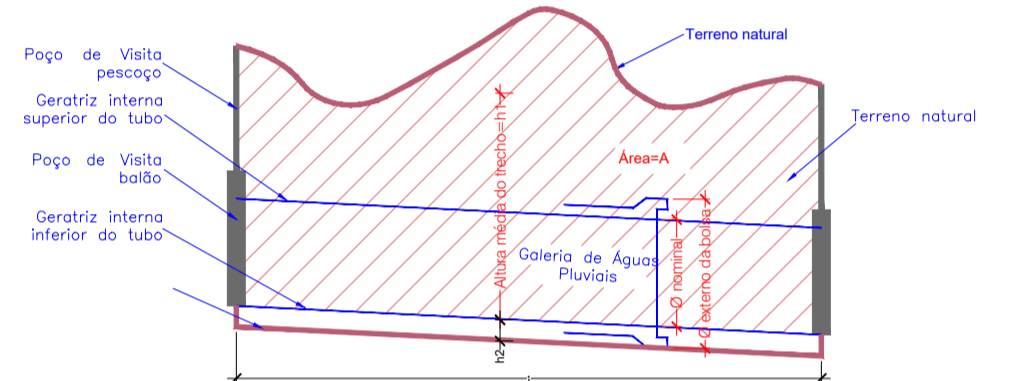 Terreno natural
Poço de Visita
pescoço
Geratriz interna
superior do tubo
Terreno natural
Poço de Visita
balão
Área=A
Altura média do trecho=h1
Geratriz interna
inferior do tubo
Galeria de Águas
Pluviais
Ø nominal
Ø externo da bolsa
h2